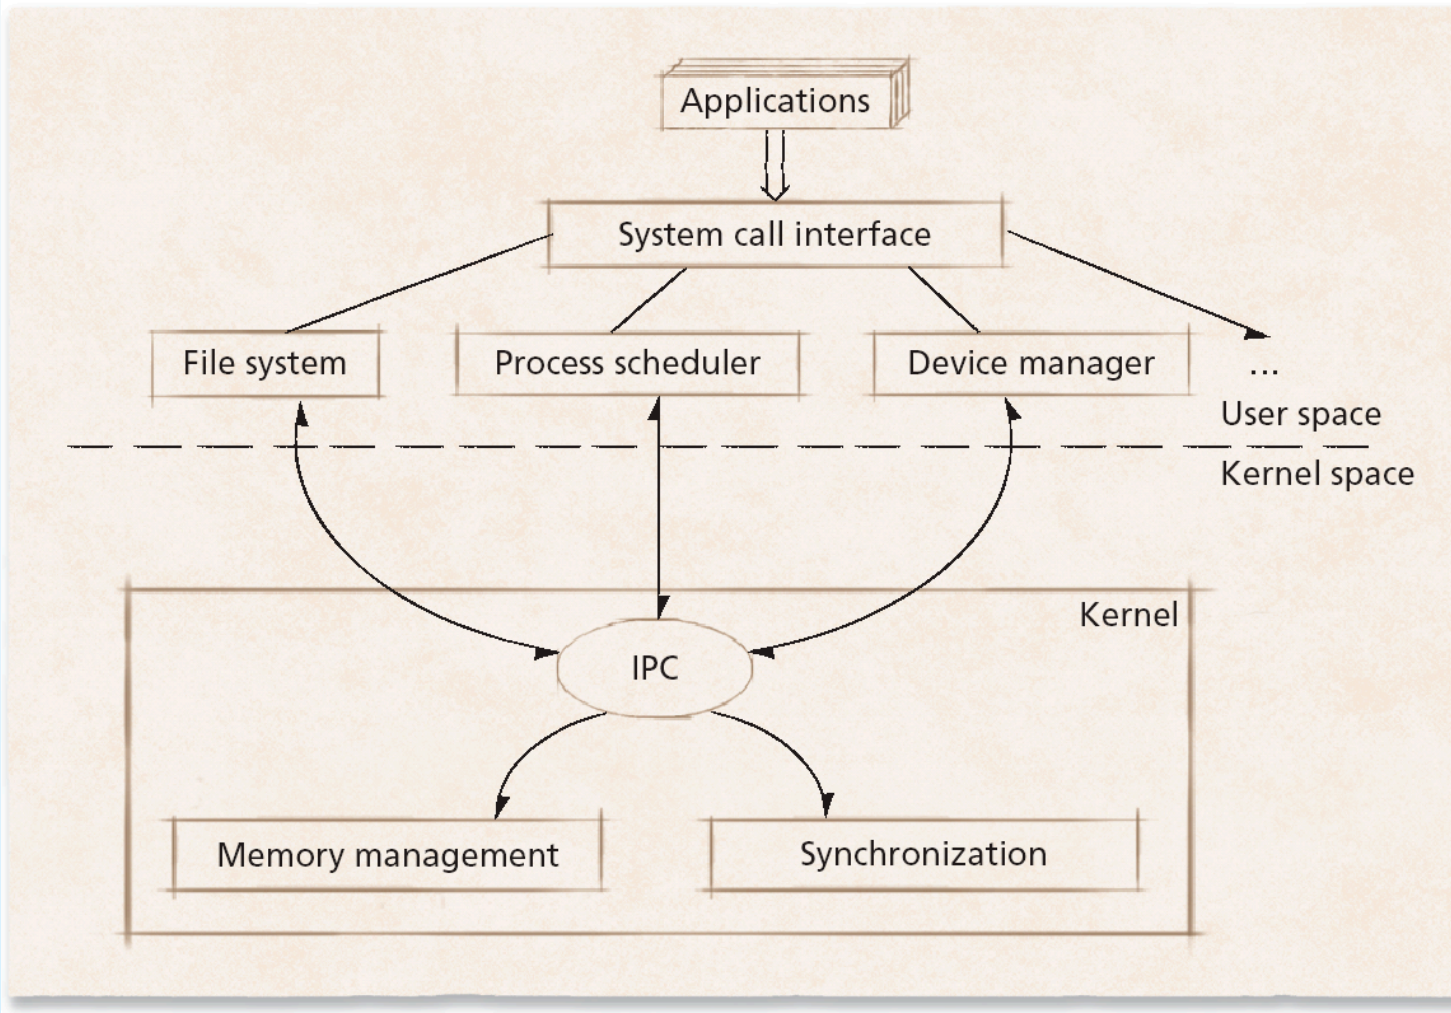 Applications
System call interface
File system
Process scheduler
Device manager
...
User space
Kernel space
Kernel
IPC
Memory management
Synchronization